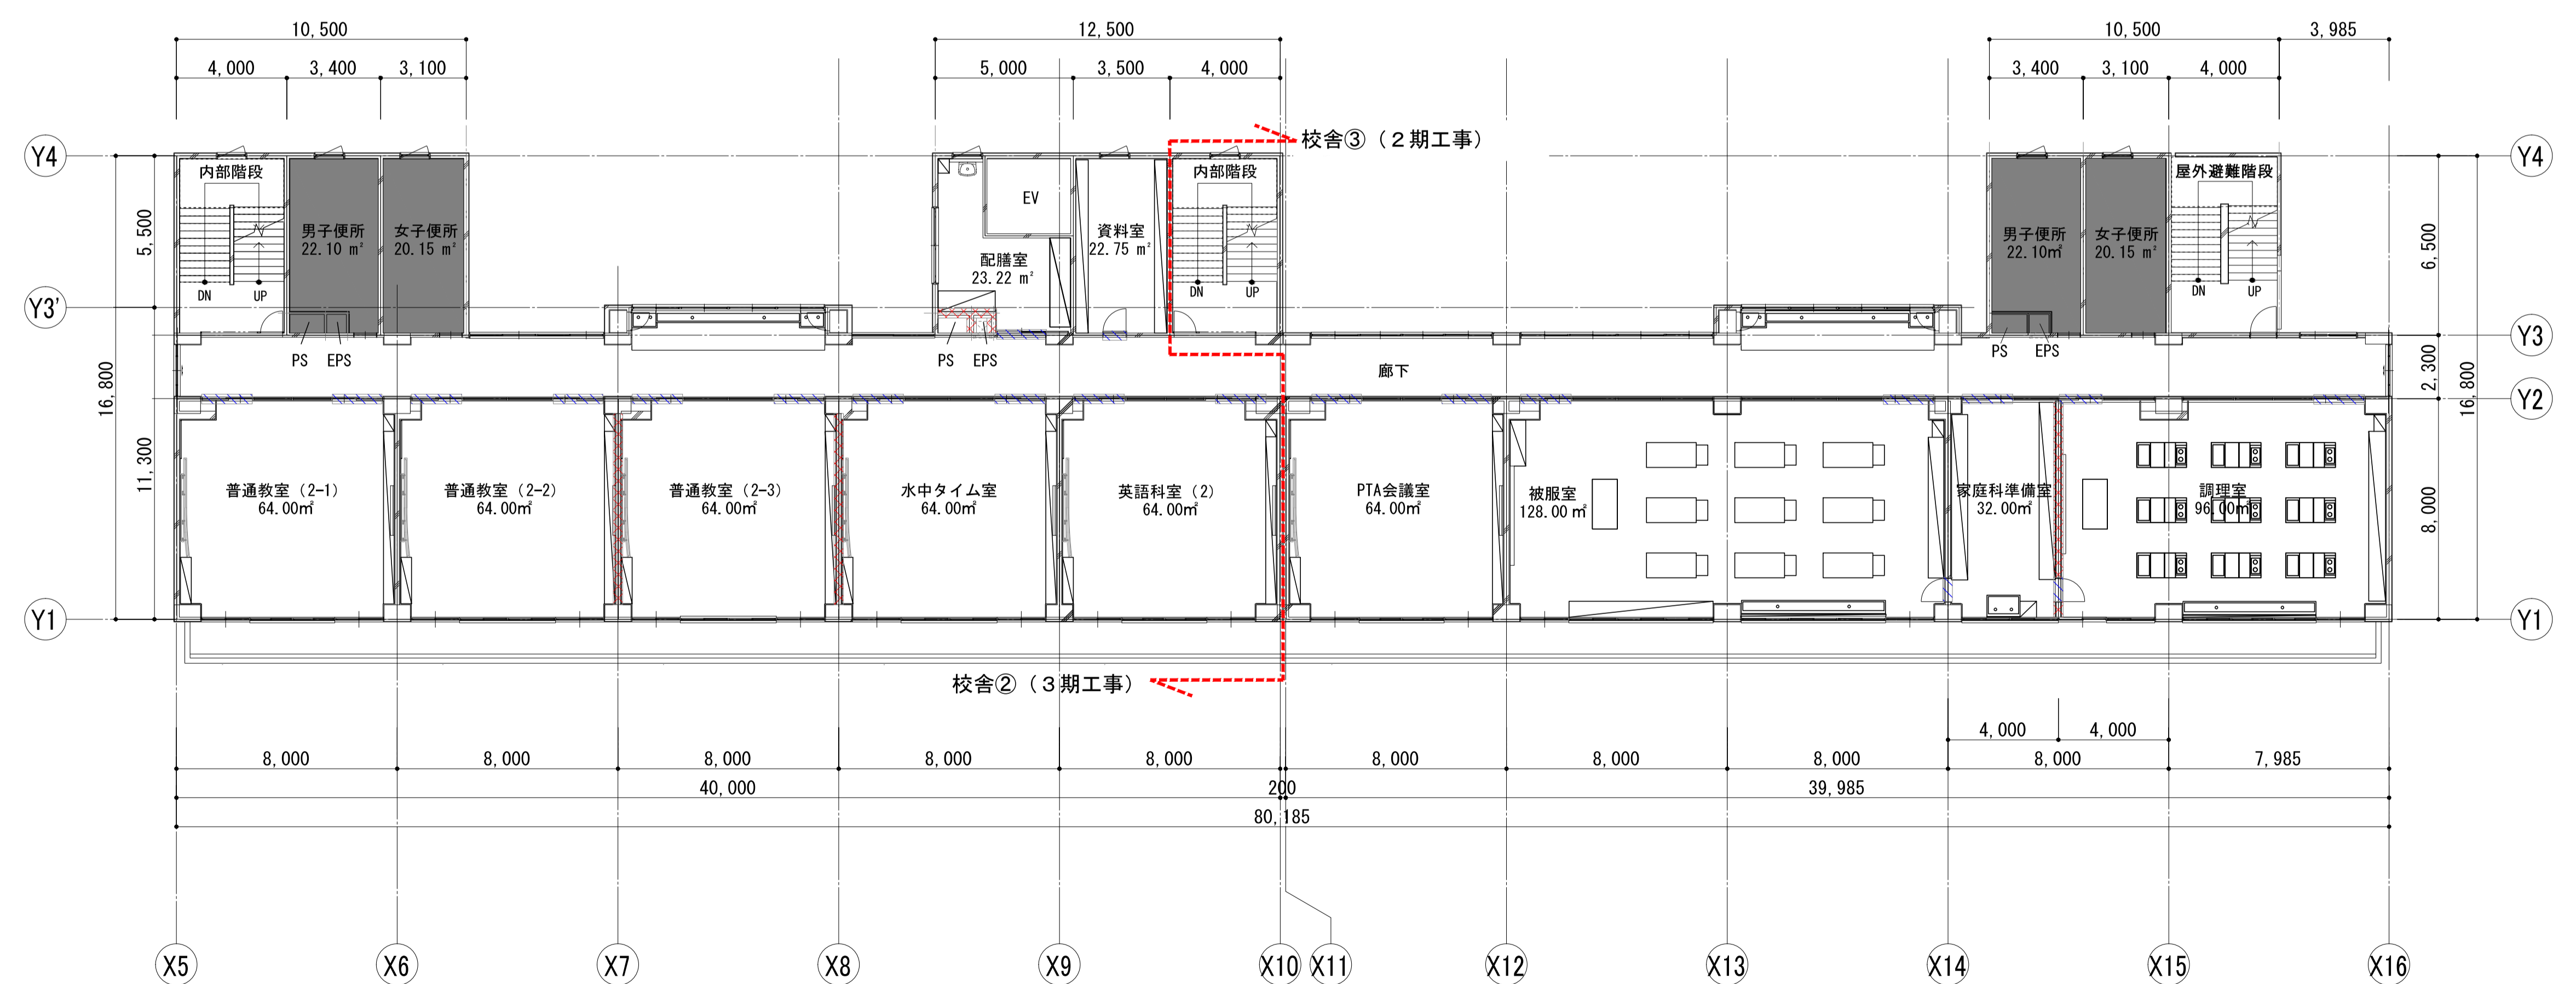 10,500
12,500
10,500
3,985
4,000
3,400
3,100
5,000
3,500
4,000
3,400
3,100
4,000
校舎③（２期工事）
Y4
Y4
内部階段
内部階段
屋外避難階段
EV
男子便所
22.10 ㎡
女子便所
20.15 ㎡
資料室
22.75 ㎡
男子便所
22.10㎡
女子便所
20.15 ㎡
5,500
6,500
配膳室
23.22 ㎡
DN
UP
DN
UP
DN
UP
Y3'
Y3
PS
EPS
PS
EPS
PS
EPS
16,800
廊下
2,300
16,800
Y2
11,300
8,000
普通教室（2-1）
64.00㎡
普通教室（2-2）
64.00㎡
普通教室（2-3）
64.00㎡
水中タイム室
64.00㎡
英語科室（2）
64.00㎡
PTA会議室
64.00㎡
被服室
128.00 ㎡
家庭科準備室
32.00㎡
調理室
96.00㎡
Y1
Y1
校舎②（３期工事）
4,000
4,000
8,000
8,000
8,000
8,000
8,000
8,000
8,000
8,000
8,000
7,985
40,000
200
39,985
80,185
X5
X6
X7
X8
X9
X10
X11
X12
X13
X14
X15
X16